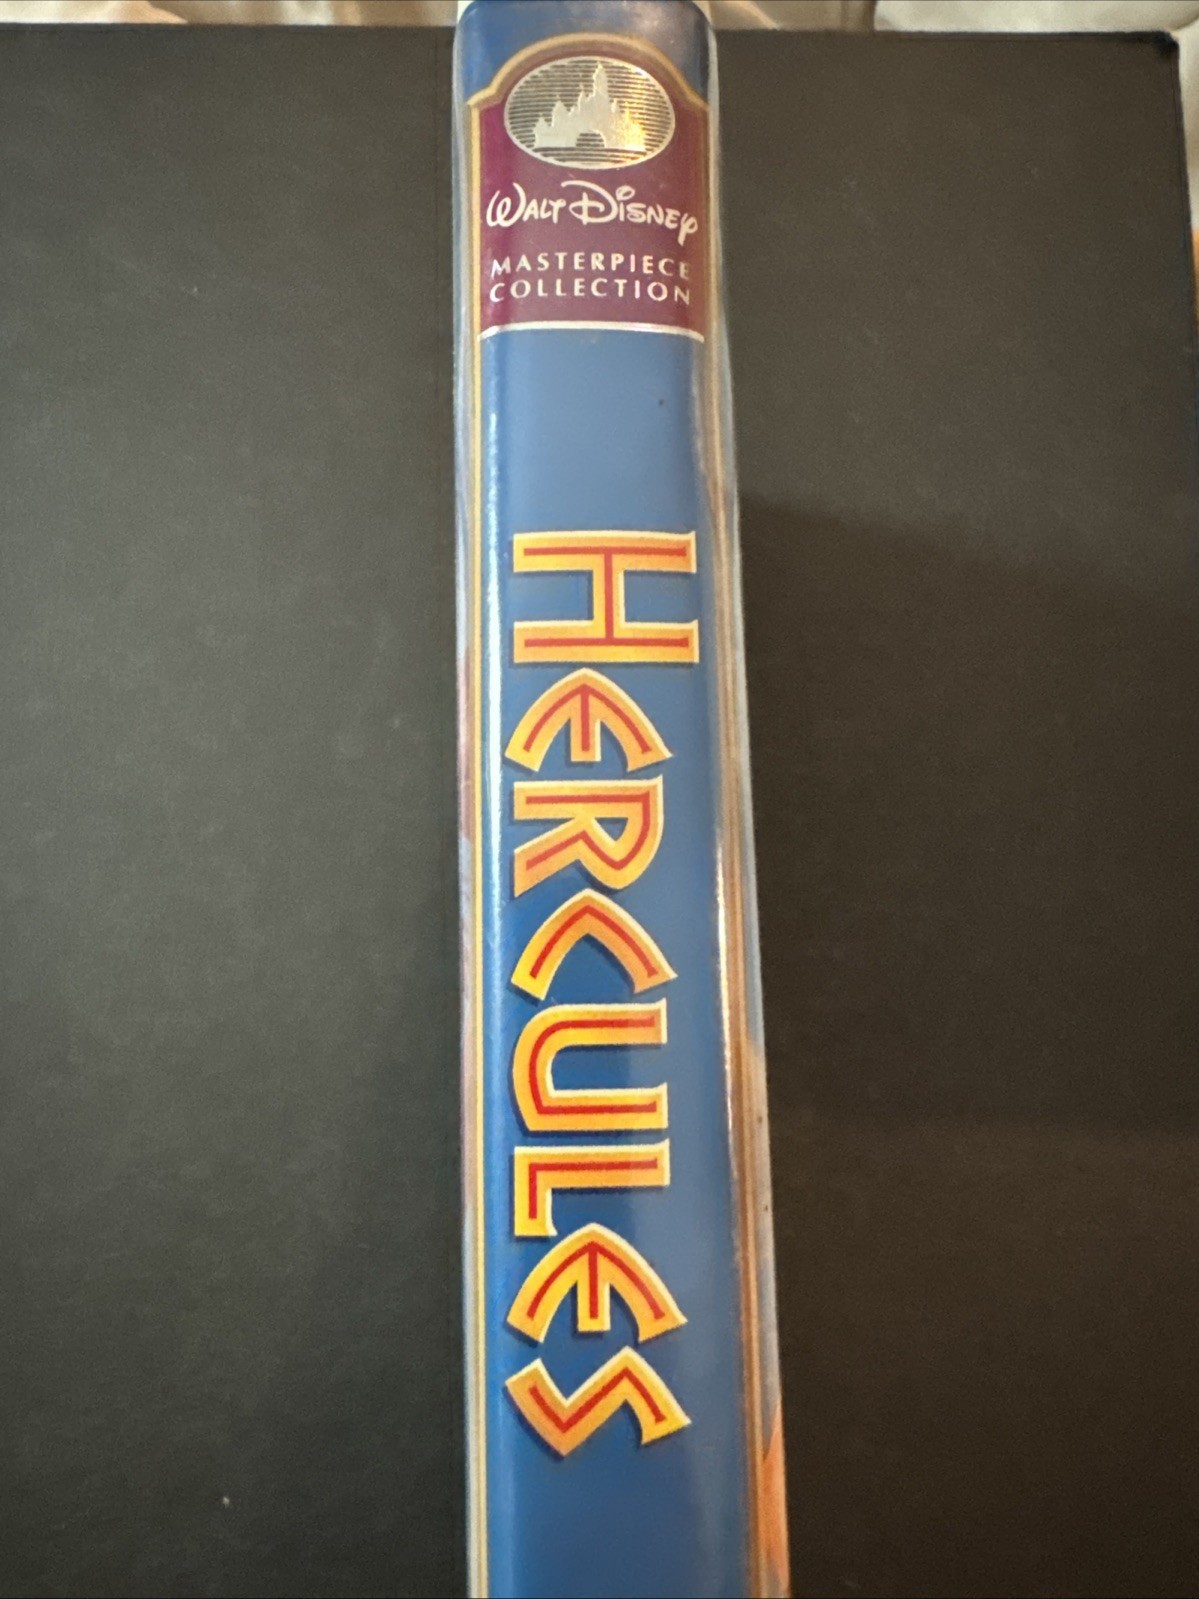 Walt Disney
MASTERPIECE
COLLECTION
HERCULES